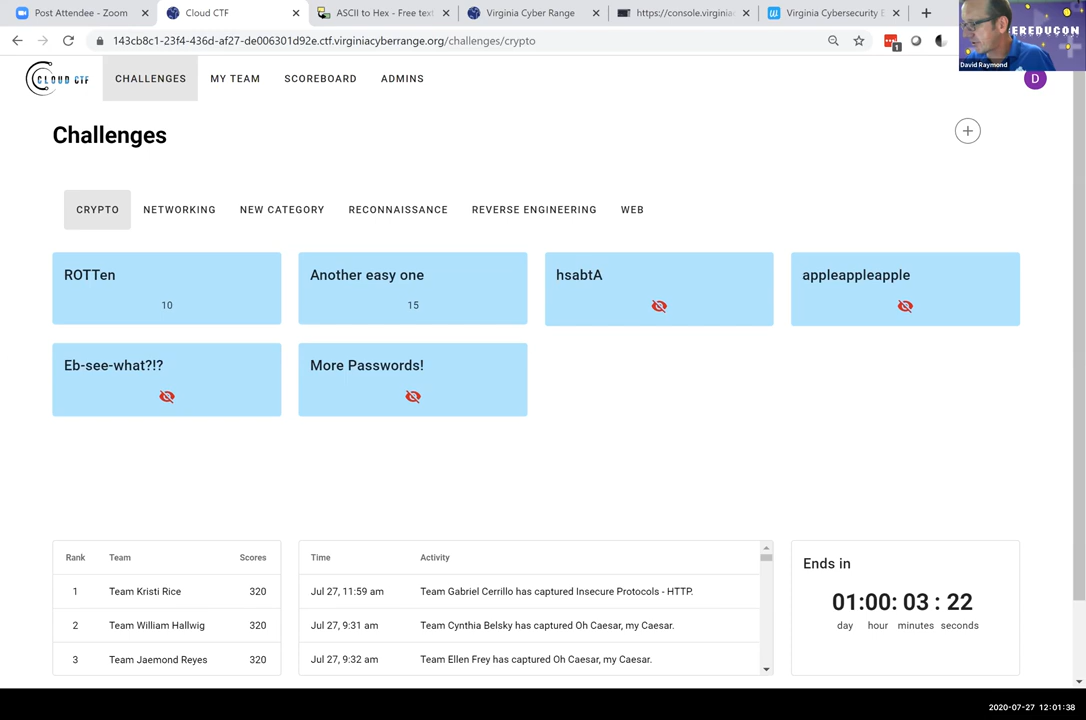 Post Attendee - Zoom
Cloud CTF
ASCII to Hex - Free tex
Virginia Cyber Range
https://console.virginia
Virginia Cybersecurity E
143cb8c1-23f4-436d-af27-de006301d92e.ctf.virginiacyberrange.org/challenges/crypto
1
EREDUCON
David Raymond
CLOUD CTF
CHALLENGES
MY TEAM
SCOREBOARD
ADMINS
D
Challenges
CRYPTO
NETWORKING
NEW CATEGORY
RECONNAISSANCE
REVERSE ENGINEERING
WEB
ROTTen
Another easy one
hsabtA
appleappleapple
10
15
Eb-see-what?!?
More Passwords!
Rank Team Scores
1 Team Kristi Rice 320
2 Team William Hallwig 320
3 Team Jaemond Reyes 320
Time Activity
Jul 27, 11:59 am Team Gabriel Cerrillo has captured Insecure Protocols - HTTP.
Jul 27, 9:31 am Team Cynthia Belsky has captured Oh Caesar, my Caesar.
Jul 27, 9:32 am Team Ellen Frey has captured Oh Caesar, my Caesar.
Ends in
01:00: 03 : 22
day hour minutes seconds
2020-07-27 12:01:38